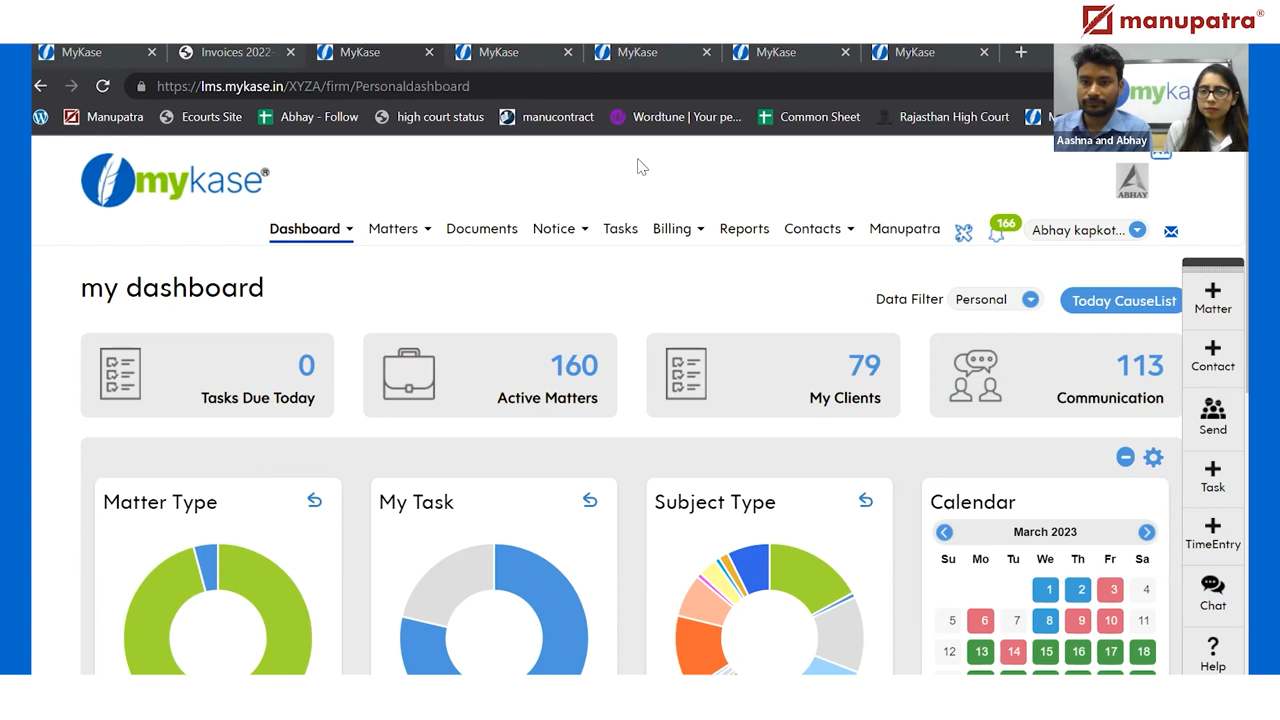 manupatra®
MyKase
Invoices 2022-
MyKase
MyKase
MyKase
MyKase
MyKase
https://lms.mykase.in/XYZA/firm/Personaldashboard
Manupatra
Ecourts Site
Abhay - Follow
high court status
manucontract
Wordtune | Your pe...
Common Sheet
Rajasthan High Court
Aashna and Abhay
mykase®
ABHAY
Dashboard
Matters
Documents
Notice
Tasks
Billing
Reports
Contacts
Manupatra
166
Abhay kapkot...
my dashboard
Data Filter
Personal
Today CauseList
0
Tasks Due Today
160
Active Matters
79
My Clients
113
Communication
Matter Type
My Task
Subject Type
Calendar
March 2023
Su Mo Tu We Th Fr Sa
1 2 3 4
5 6 7 8 9 10 11
12 13 14 15 16 17 18
Matter
Contact
Send
Task
TimeEntry
Chat
?
Help